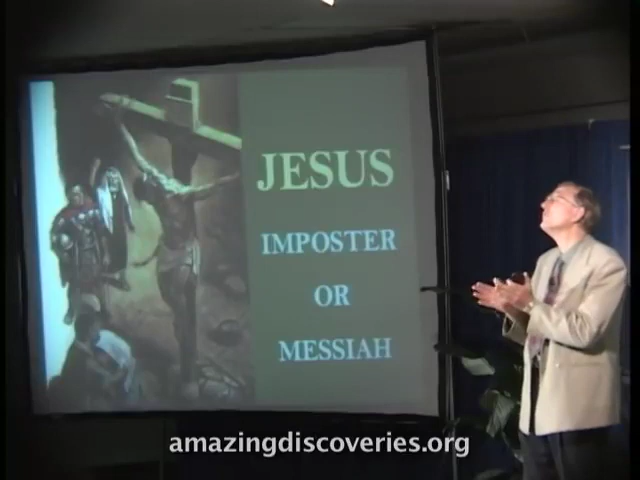 JESUS
IMPOSTER
OR
MESSIAH
amazingdiscoveries.org